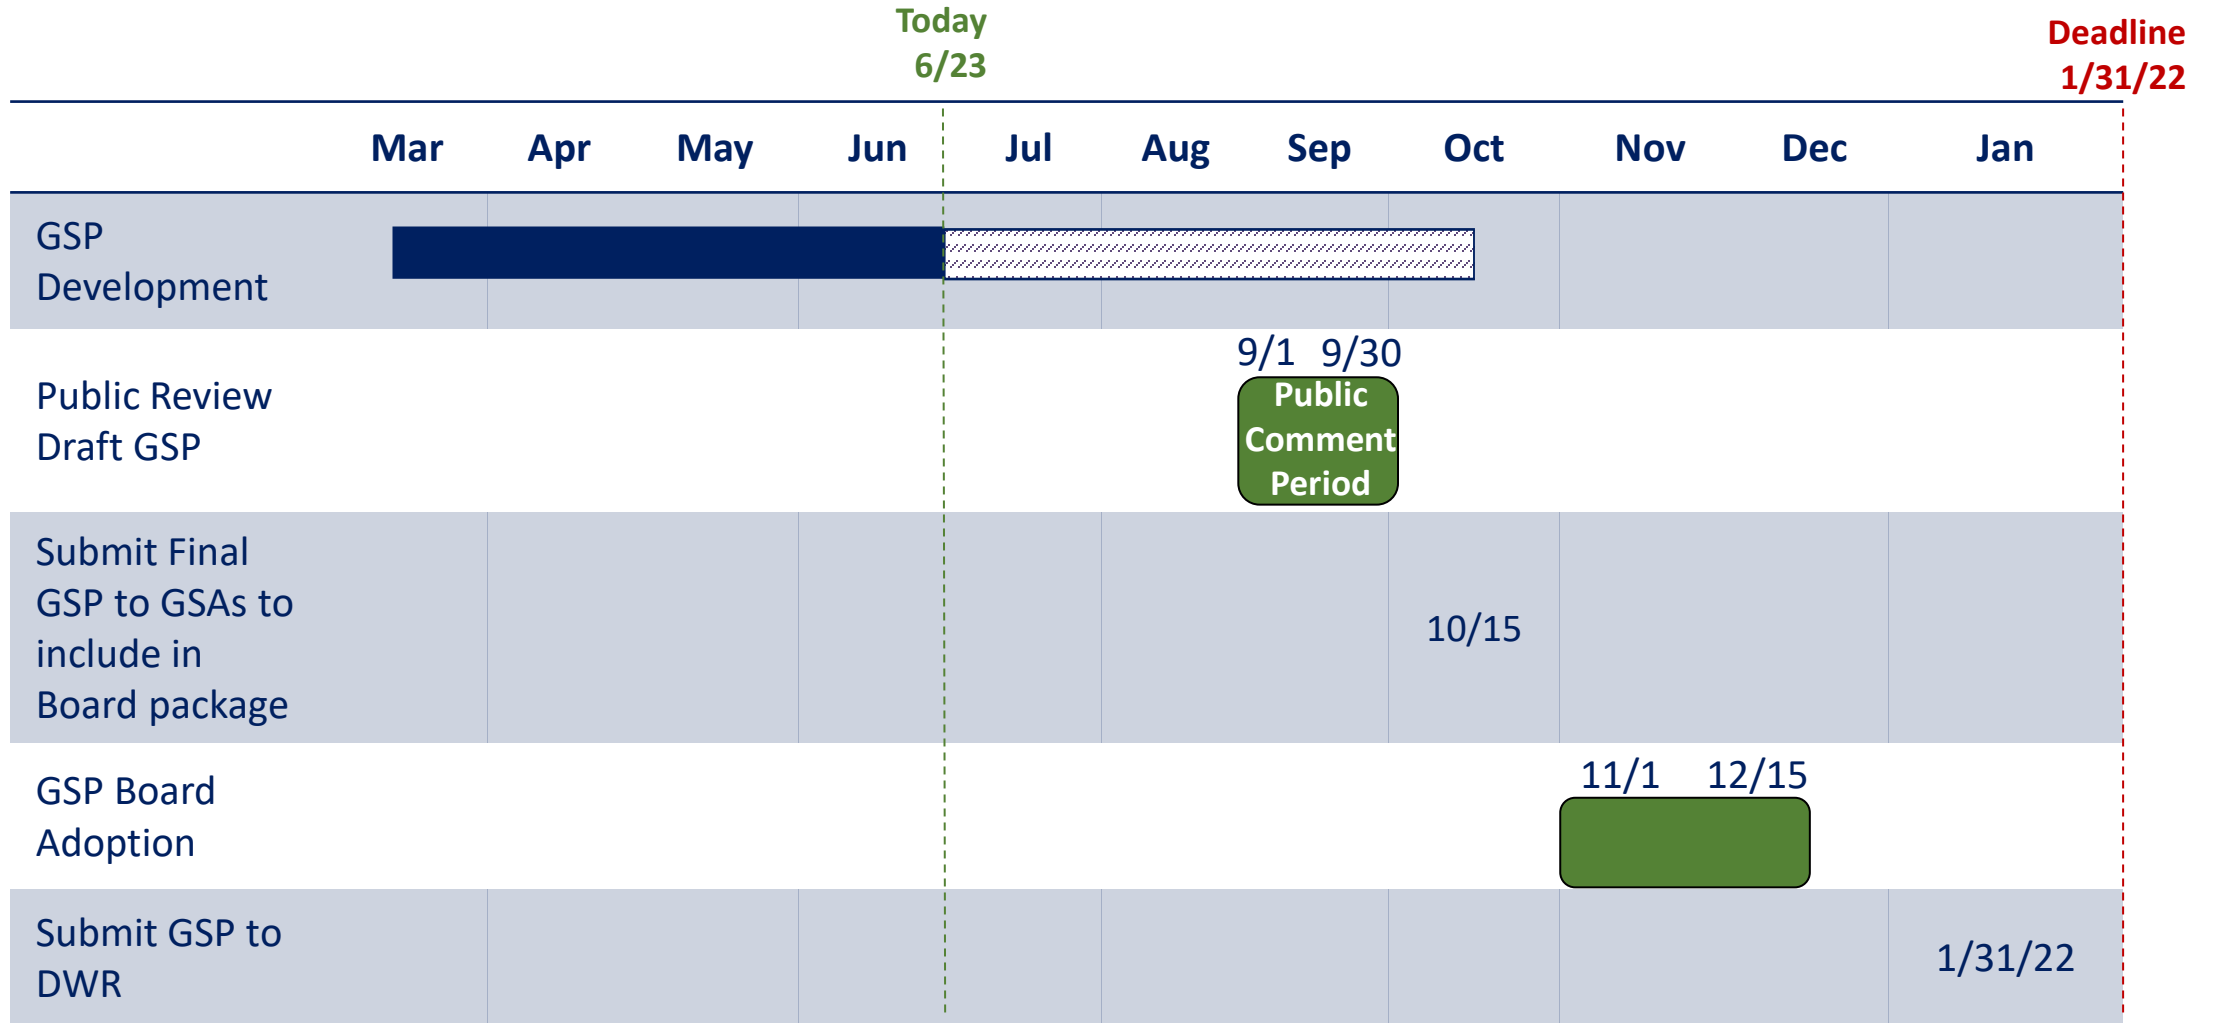 Today
6/23
Deadline
1/31/22
Mar Apr May Jun Jul Aug Sep Oct Nov Dec Jan
GSP
Development
9/1 9/30
Public Review
Draft GSP
Public
Comment
Period
Submit Final
GSP to GSAs to
include in
Board package
10/15
GSP Board
Adoption
11/1 12/15
Submit GSP to
DWR
1/31/22